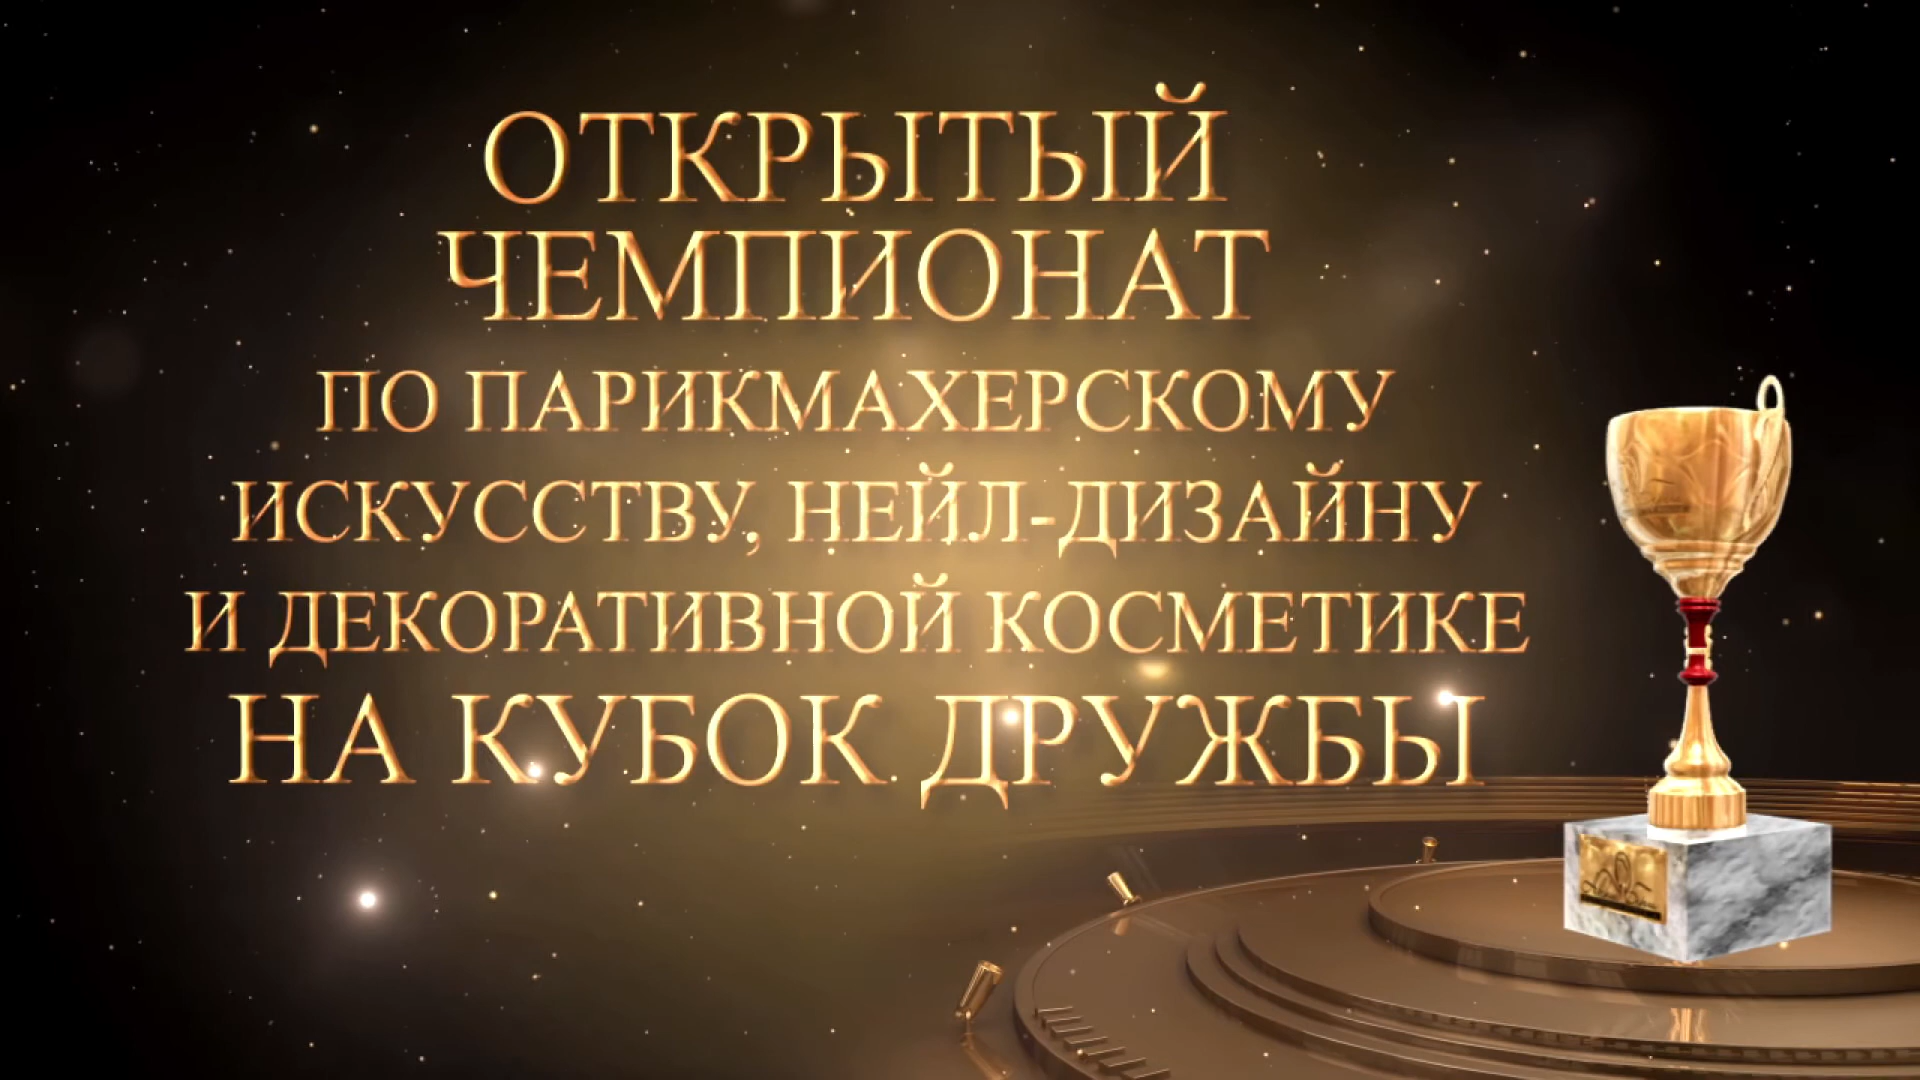 ОТКРЫТЫЙ
ЧЕМПИОНАТ
ПО ПАРИКМАХЕРСКОМУ
ИСКУССТВУ, НЕЙЛ-ДИЗАЙНУ
И ДЕКОРАТИВНОЙ КОСМЕТИКЕ
НА КУБОК ДРУЖБЫ